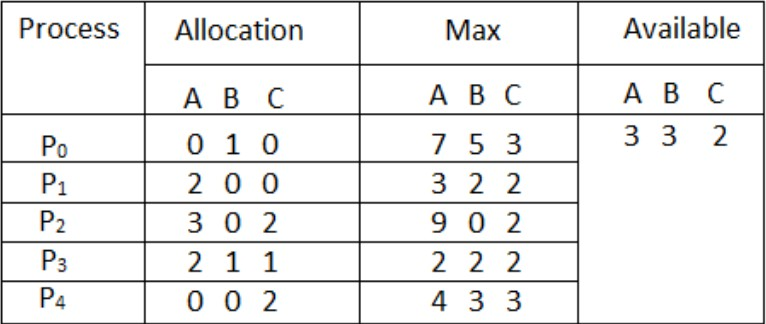 Process Allocation Max Available
A B C A B C A B C
P₀ 0 1 0 7 5 3 3 3 2
P₁ 2 0 0 3 2 2
P₂ 3 0 2 9 0 2
P₃ 2 1 1 2 2 2
P₄ 0 0 2 4 3 3